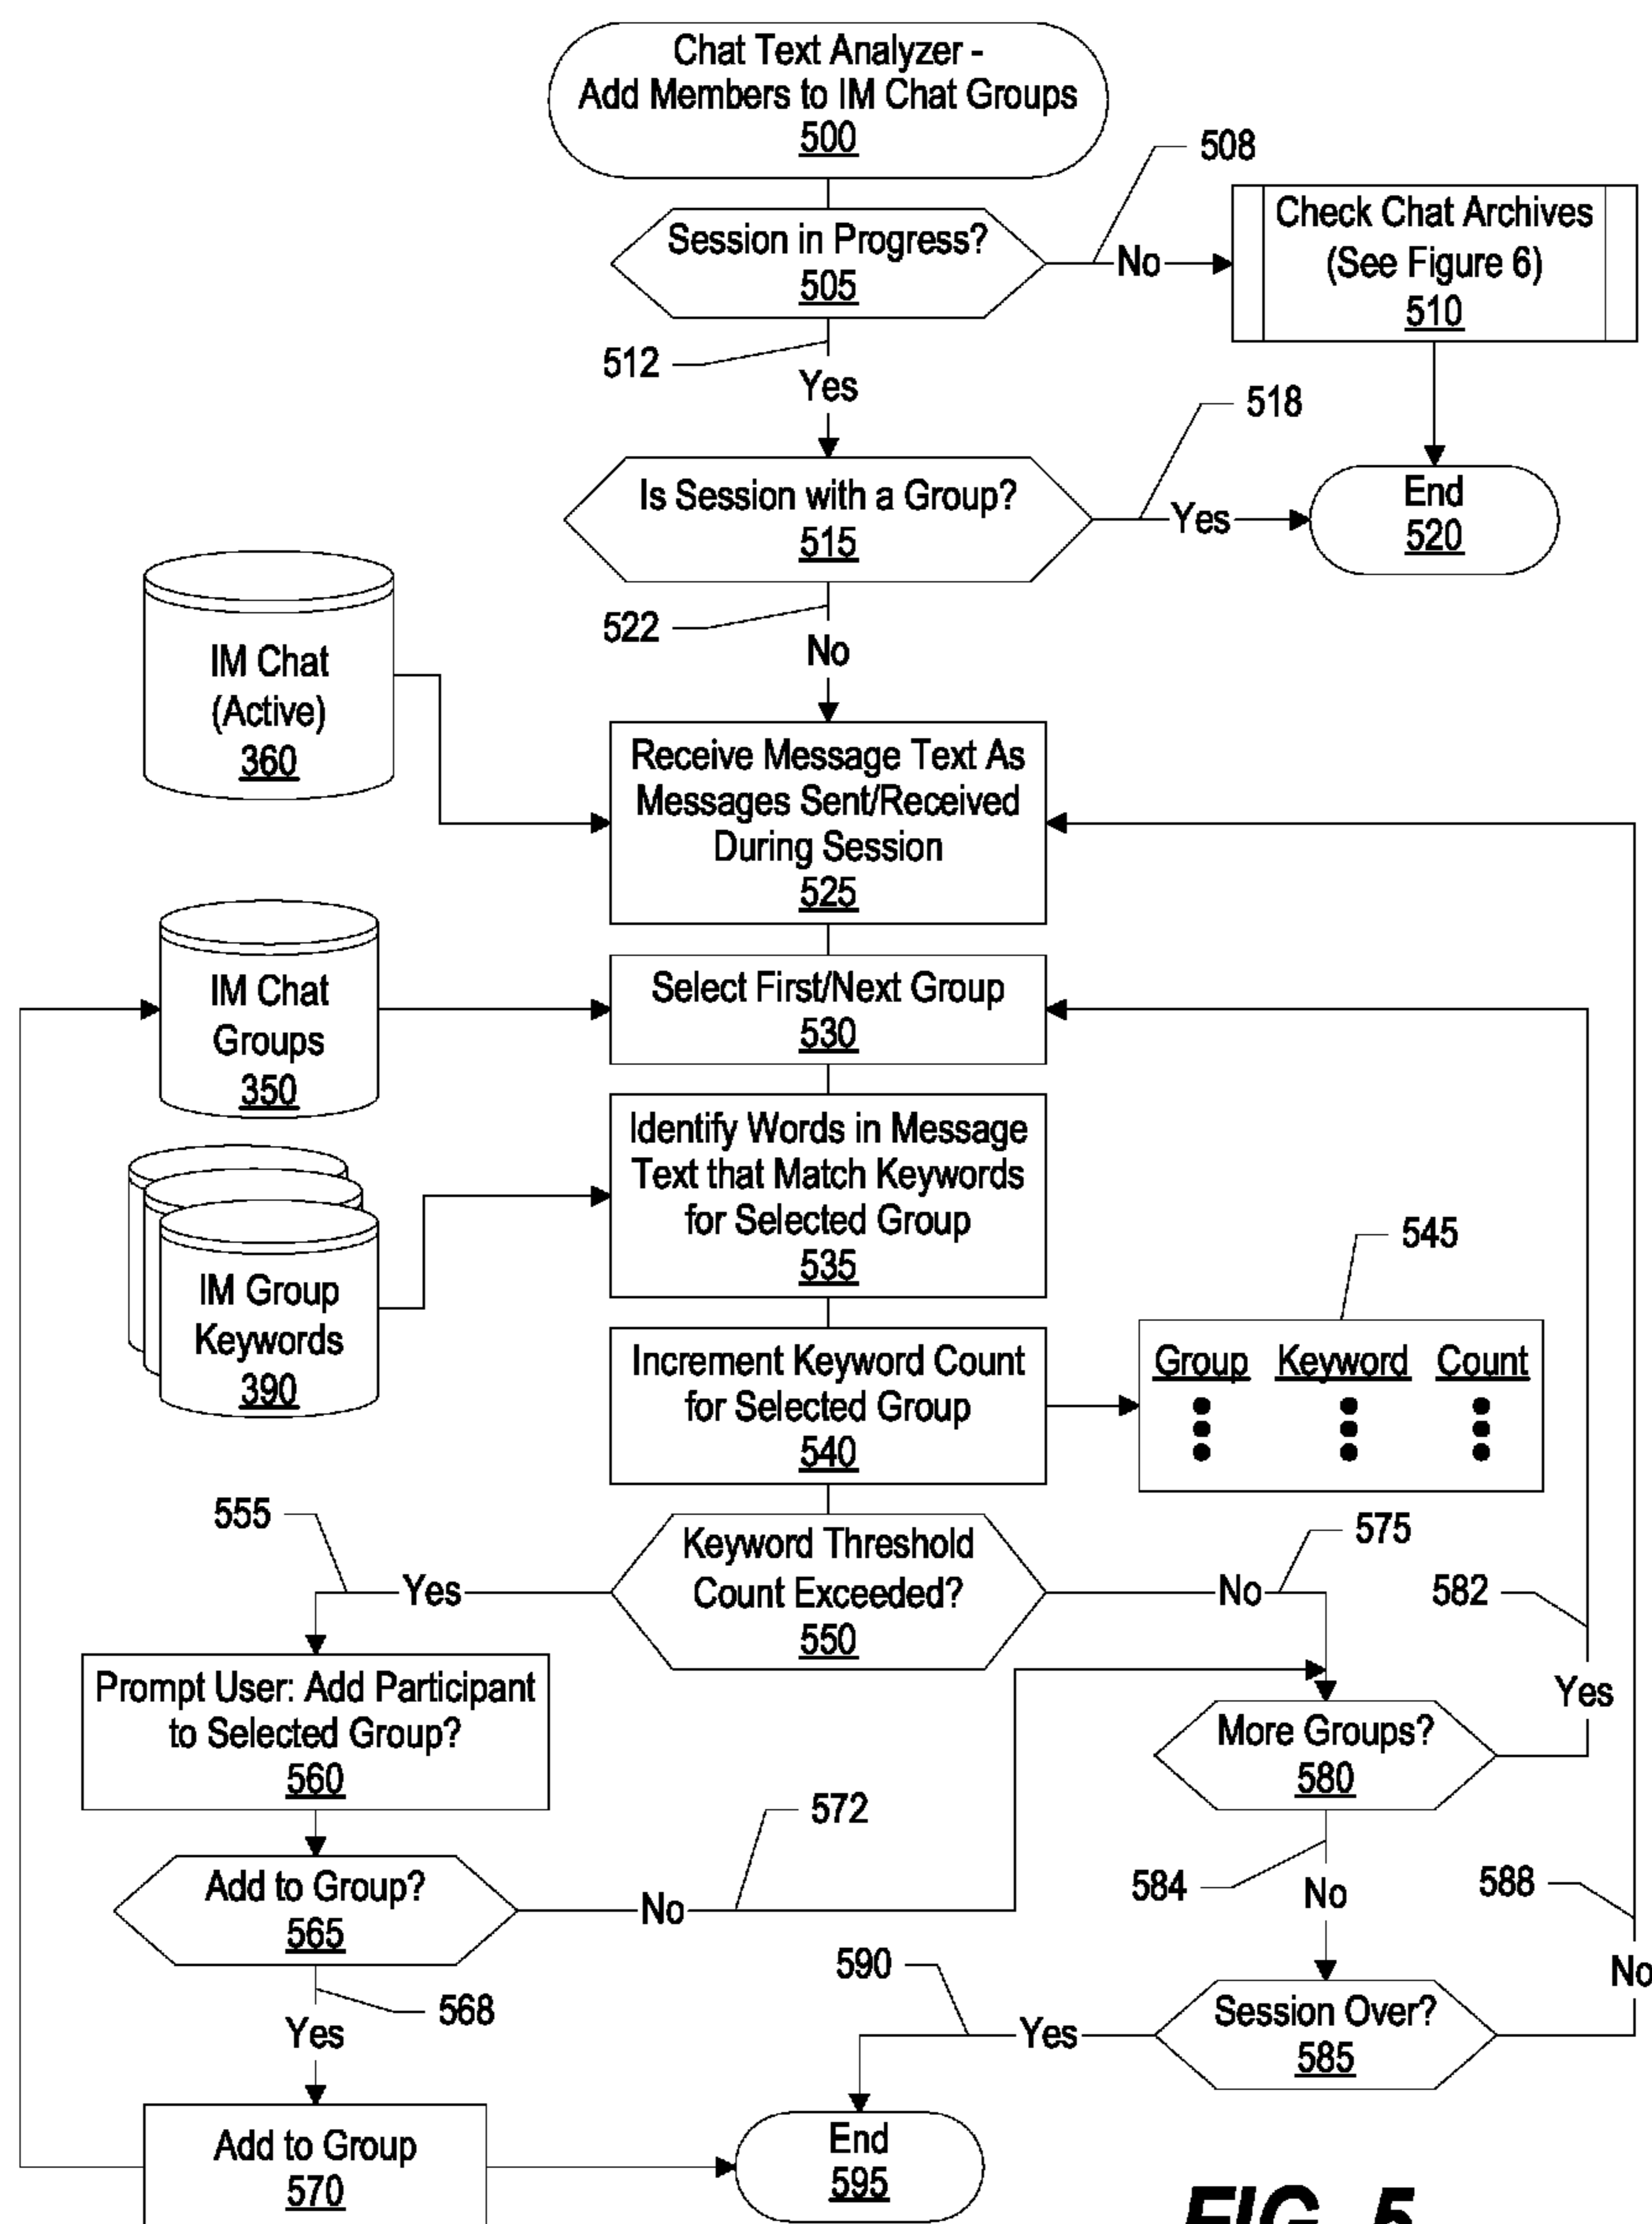 Chat Text Analyzer -
Add Members to IM Chat Groups
500
508
Session in Progress?
505
No
Check Chat Archives
(See Figure 6)
510
512
Yes
518
Is Session with a Group?
515
Yes
End
520
522
No
IM Chat
(Active)
360
Receive Message Text As
Messages Sent/Received
During Session
525
IM Chat
Groups
350
Select First/Next Group
530
Identify Words in Message
Text that Match Keywords
for Selected Group
535
IM Group
Keywords
390
545
Increment Keyword Count
for Selected Group
540
Group Keyword Count
555
Yes
Keyword Threshold
Count Exceeded?
550
No
575
582
Yes
Prompt User: Add Participant
to Selected Group?
560
More Groups?
580
572
584
No
588
No
Add to Group?
565
No
568
Yes
590
Yes
Session Over?
585
Add to Group
570
End
595
FIG. 5